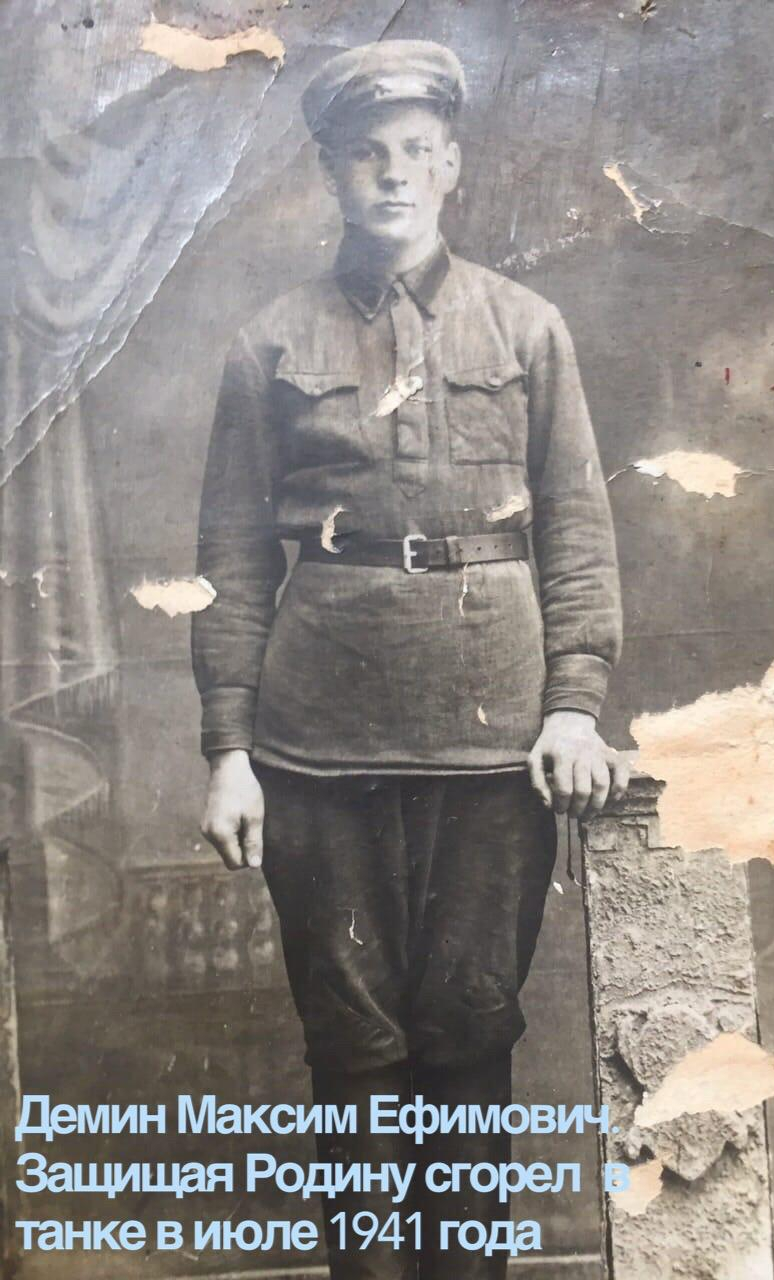 Демин Максим Ефимович.
Защищая Родину сгорел в
танке в июле 1941 года